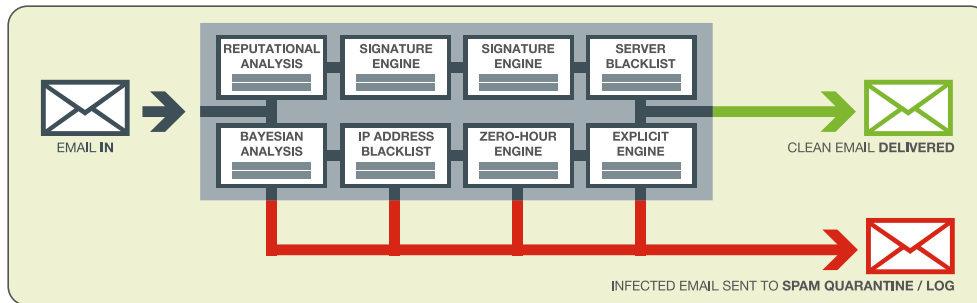 REPUTATIONAL
ANALYSIS
SIGNATURE
ENGINE
SIGNATURE
ENGINE
SERVER
BLACKLIST
EMAIL IN
BAYESIAN
ANALYSIS
IP ADDRESS
BLACKLIST
ZERO-HOUR
ENGINE
EXPLICIT
ENGINE
CLEAN EMAIL DELIVERED
INFECTED EMAIL SENT TO SPAM QUARANTINE / LOG